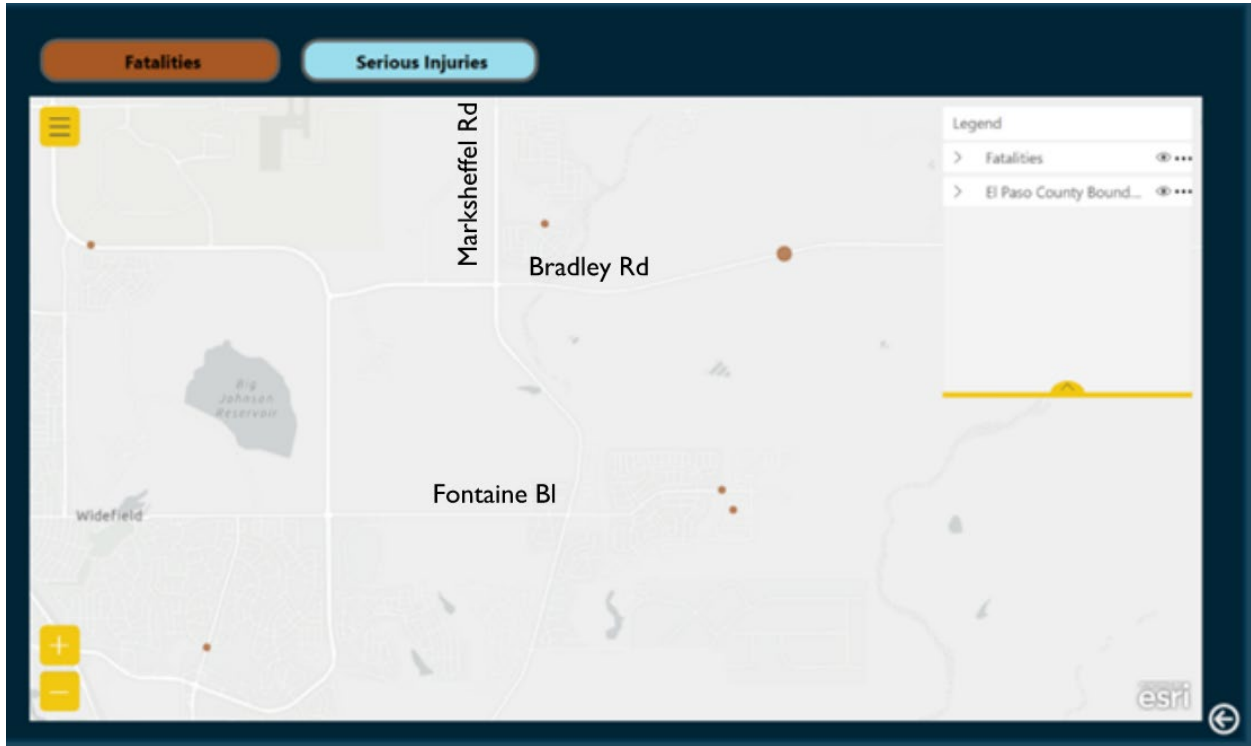 Fatalities
Serious Injuries
Marksheffel Rd
Legend
Fatalities
El Paso County Bound...
Bradley Rd
Big
Johnson
Reservoir
Fontaine Bl
Widefield
esri